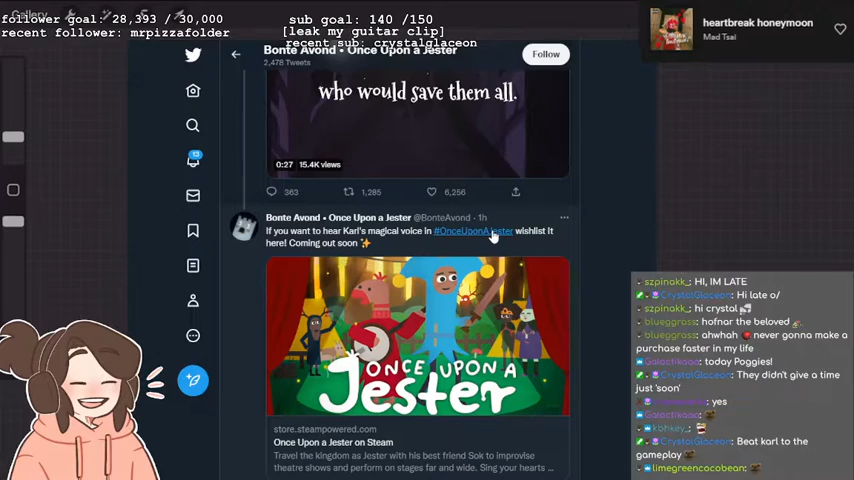 Gallery
follower goal: 28,393 / 30,000
recent follower: mrpizzafolder
sub goal: 140 /150
[leak my guitar clip]
recent sub: crystalglaceon
heartbreak honeymoon
Mad Tsai
Bonte Avond • Once Upon a Jester
2,478 Tweets
Follow
who would save them all.
0:27 15.4K views
363 1,285 6,256
13
Bonte Avond • Once Upon a Jester @BonteAvond · 1h
If you want to hear Karl's magical voice in #OnceUponAJester wishlist it
here! Coming out soon ✨
ONCE UPON A
Jester
store.steampowered.com
Once Upon a Jester on Steam
Travel the kingdom as Jester with his best friend Sok to improvise
theatre shows and perform on stages far and wide. Sing your hearts ...
szpinakk_: HI, IM LATE
CrystalGlaceon: Hi late o/
szpinakk_: hi crystal
blueggrass: hofnar the beloved
blueggrass: ahwhah never gonna make a
purchase faster in my life
Galactikaaa: today Poggies!
CrystalGlaceon: They didn't give a time
just 'soon'
: yes
Galactikaaa:
kbhkey_:
CrystalGlaceon: Beat karl to the
gameplay
limegreencocobean: